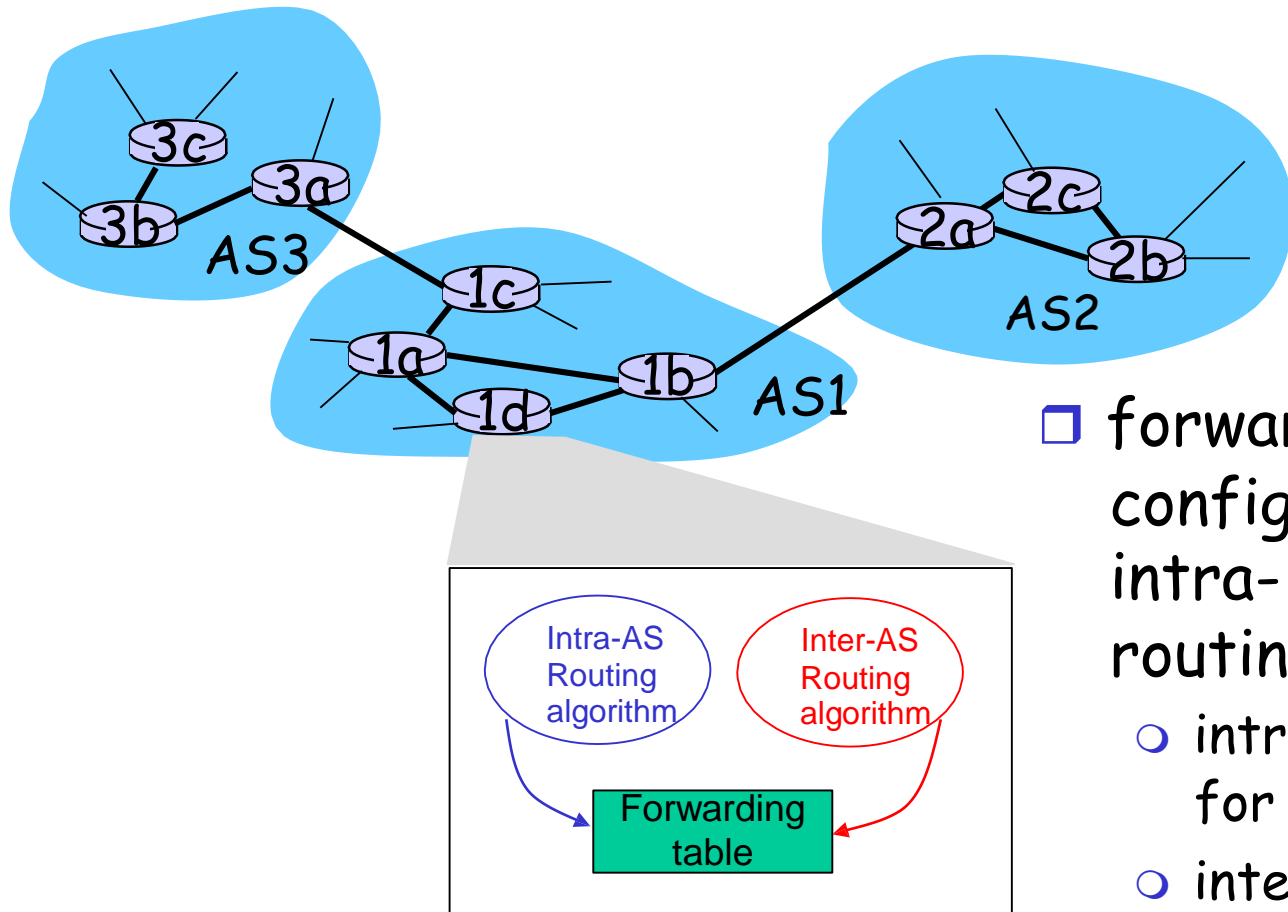 3c
3a
3b
AS3
2c
2a
2b
AS2
1c
1a
1b
1d
AS1
forwar
config
intra-
routin
intr
for
inte
Intra-AS
Routing
algorithm
Inter-AS
Routing
algorithm
Forwarding
table